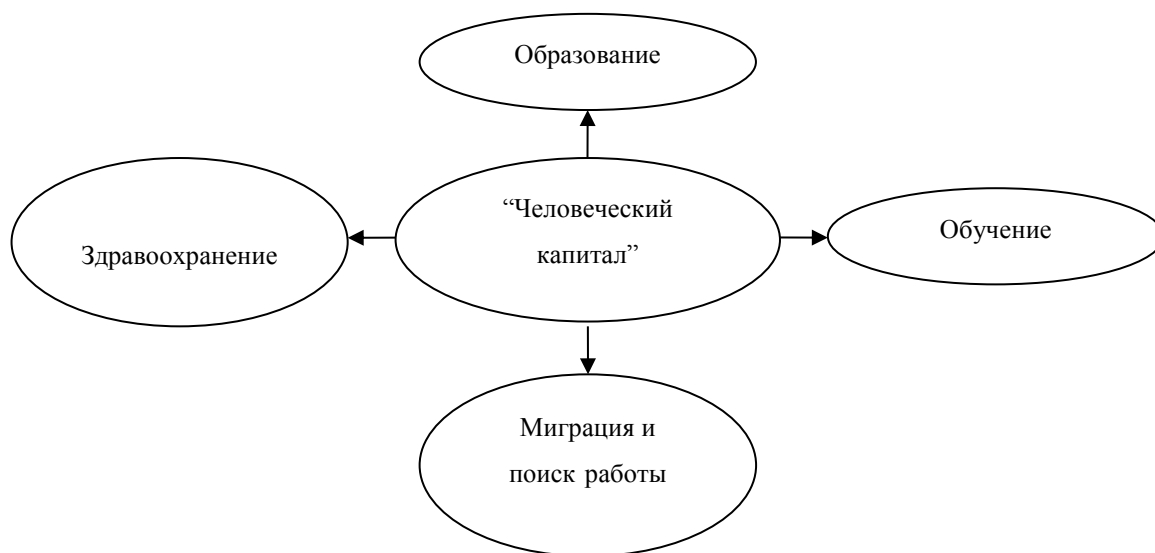 Образование
“Человеческий
капитал”
Обучение
Здравоохранение
Миграция и
поиск работы